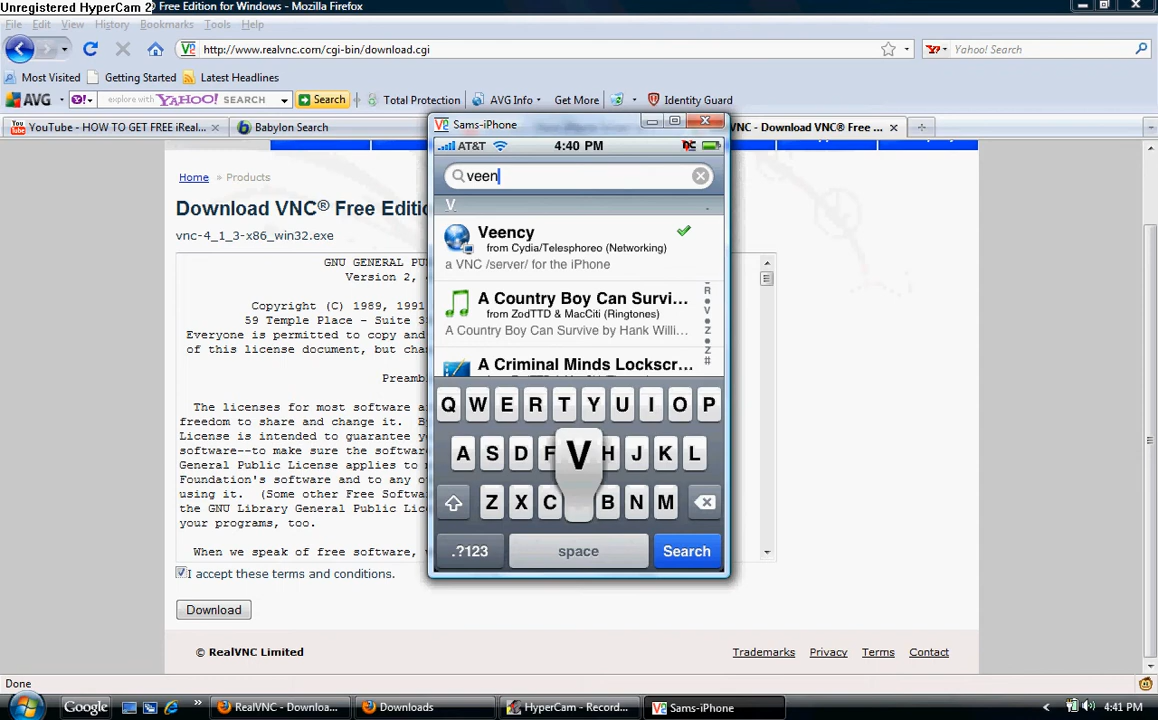 Unregistered HyperCam 2
Free Edition for Windows - Mozilla Firefox
File Edit View History Bookmarks Tools Help
http://www.realvnc.com/cgi-bin/download.cgi
Yahoo! Search
Most Visited Getting Started Latest Headlines
AVG explore with YAHOO! SEARCH Search Total Protection AVG Info Get More Identity Guard
YouTube - HOW TO GET FREE iReal... Babylon Search VNC - Download VNC® Free ...
Sams-iPhone
AT&T 4:40 PM
veen
V
Veency
from Cydia/Telesphoreo (Networking)
a VNC /server/ for the iPhone
A Country Boy Can Survi...
from ZodTTD & MacCiti (Ringtones)
A Country Boy Can Survive by Hank Willi...
A Criminal Minds Lockscr...
R
V
Z
Z
#
Q W E R T Y U I O P
A S D F V H J K L
Z X C B N M
.?123 space Search
Home » Products
Download VNC® Free Editio
vnc-4_1_3-x86_win32.exe
GNU GENERAL PU
Version 2,
Copyright (C) 1989, 1991
59 Temple Place - Suite 3
Everyone is permitted to copy and
of this license document, but cha
Preamb
The licenses for most software a
freedom to share and change it. B
License is intended to guarantee y
software--to make sure the softwar
General Public License applies to
Foundation's software and to any o
using it. (Some other Free Softwa
the GNU Library General Public Lic
your programs, too.
When we speak of free software,
I accept these terms and conditions.
Download
© RealVNC Limited
Trademarks Privacy Terms Contact
Done
Google RealVNC - Downloa... Downloads HyperCam - Record... Sams-iPhone 4:41 PM